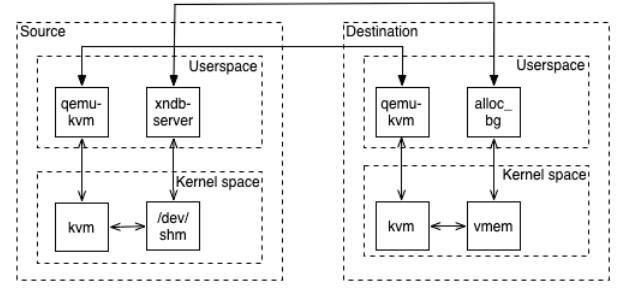 Source
Userspace
qemu-
kvm
xndb-
server
Kernel space
kvm
/dev/
shm
Destination
Userspace
qemu-
kvm
alloc_
bg
Kernel space
kvm
vmem